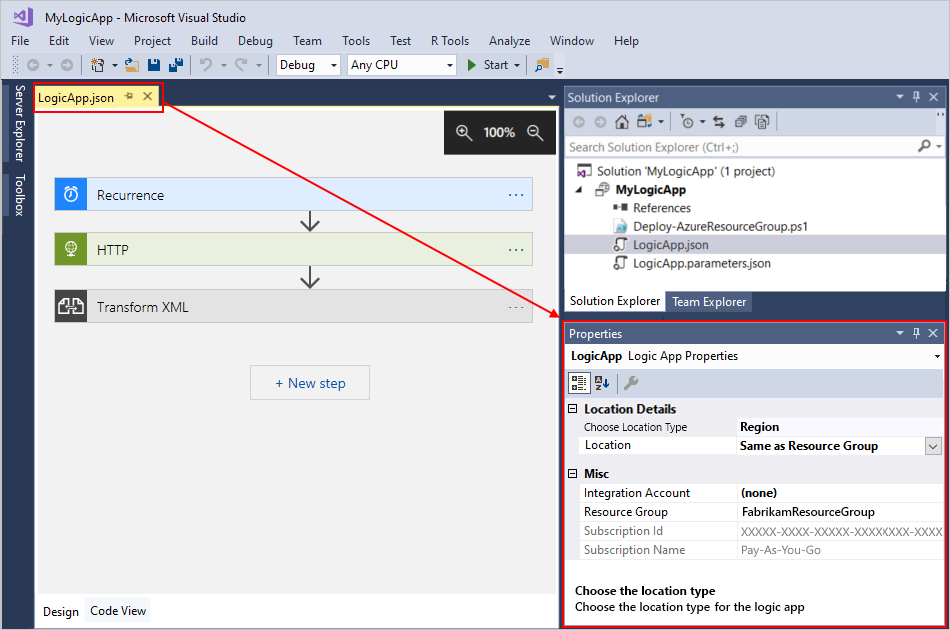 MyLogicApp - Microsoft Visual Studio
File Edit View Project Build Debug Team Tools Test R Tools Analyze Window Help
Debug Any CPU Start
Server Explorer
Toolbox
LogicApp.json
100%
Recurrence ...
HTTP ...
Transform XML ...
+ New step
Design Code View
Solution Explorer
Search Solution Explorer (Ctrl+;)
Solution 'MyLogicApp' (1 project)
MyLogicApp
References
Deploy-AzureResourceGroup.ps1
LogicApp.json
LogicApp.parameters.json
Solution Explorer Team Explorer
Properties
LogicApp Logic App Properties
Location Details
Choose Location Type Region
Location Same as Resource Group
Misc
Integration Account (none)
Resource Group FabrikamResourceGroup
Subscription Id XXXXX-XXXX-XXXXX-XXXXXXXX-XXXX
Subscription Name Pay-As-You-Go
Choose the location type
Choose the location type for the logic app